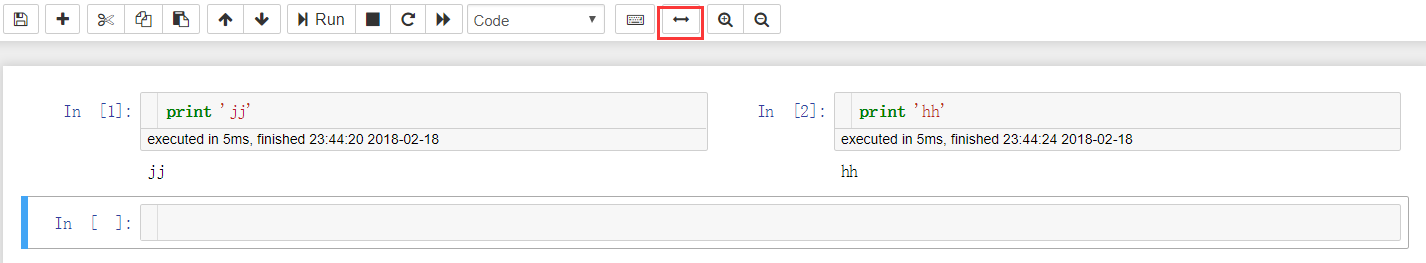 Run
Code
In [1]:
print 'jj'
executed in 5ms, finished 23:44:20 2018-02-18
jj
In [2]:
print 'hh'
executed in 5ms, finished 23:44:24 2018-02-18
hh
In [ ]: